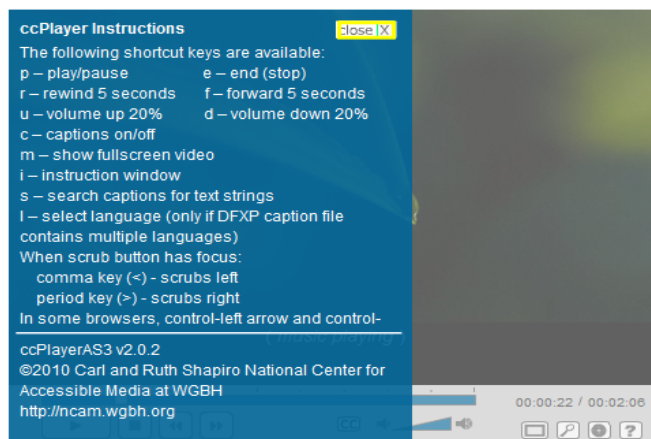 ccPlayer Instructions close X
The following shortcut keys are available:
p – play/pause e – end (stop)
r – rewind 5 seconds f – forward 5 seconds
u – volume up 20% d – volume down 20%
c – captions on/off
m – show fullscreen video
i – instruction window
s – search captions for text strings
l – select language (only if DFXP caption file
contains multiple languages)
When scrub button has focus:
comma key (<) - scrubs left
period key (>) - scrubs right
In some browsers, control-left arrow and control-
( music playing )
ccPlayerAS3 v2.0.2
©2010 Carl and Ruth Shapiro National Center for
Accessible Media at WGBH
http://ncam.wgbh.org
00:00:22 / 00:02:06
CC
?